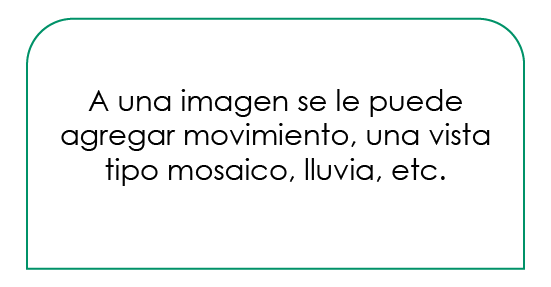 A una imagen se le puede
agregar movimiento, una vista
tipo mosaico, lluvia, etc.